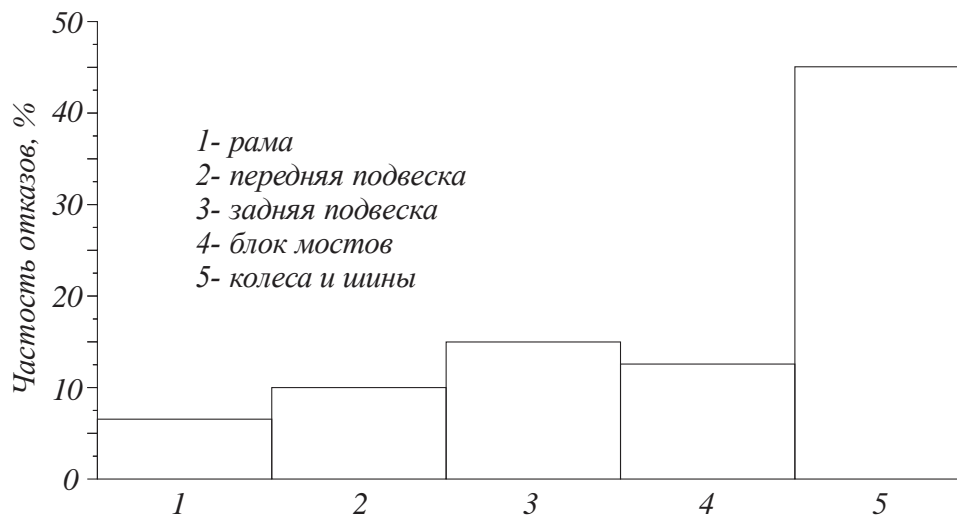 50
40
30
20
10
0
Частость отказов, %
1- рама
2- передняя подвеска
3- задняя подвеска
4- блок мостов
5- колеса и шины
1 2 3 4 5